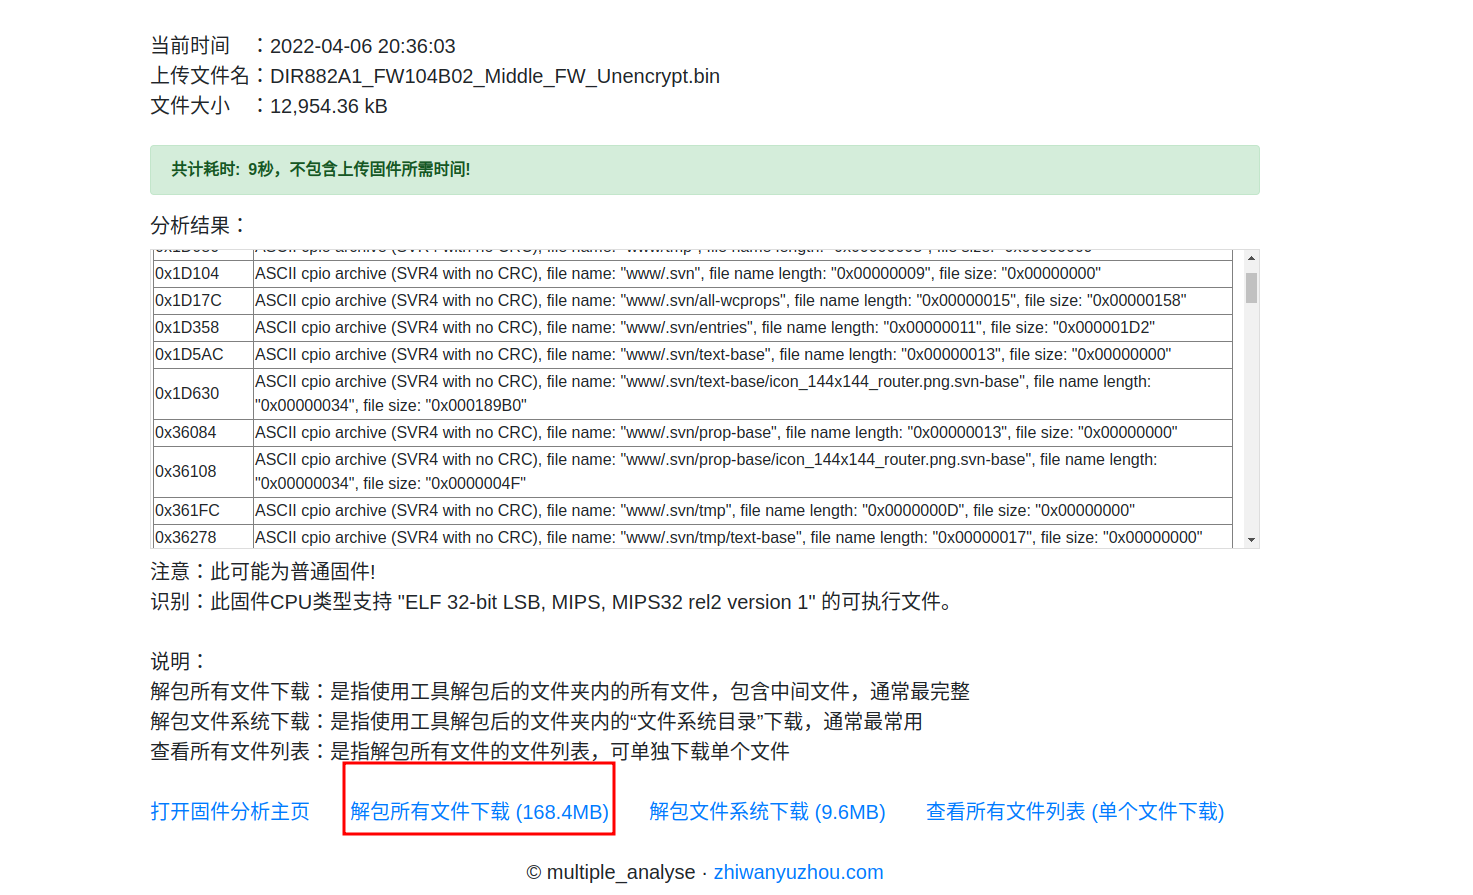 当前时间 ：2022-04-06 20:36:03
上传文件名：DIR882A1_FW104B02_Middle_FW_Unencrypt.bin
文件大小 ：12,954.36 kB
共计耗时: 9秒，不包含上传固件所需时间!
分析结果：
0x1D104 ASCII cpio archive (SVR4 with no CRC), file name: "www/.svn", file name length: "0x00000009", file size: "0x00000000"
0x1D17C ASCII cpio archive (SVR4 with no CRC), file name: "www/.svn/all-wcprops", file name length: "0x00000015", file size: "0x00000158"
0x1D358 ASCII cpio archive (SVR4 with no CRC), file name: "www/.svn/entries", file name length: "0x00000011", file size: "0x000001D2"
0x1D5AC ASCII cpio archive (SVR4 with no CRC), file name: "www/.svn/text-base", file name length: "0x00000013", file size: "0x00000000"
0x1D630 ASCII cpio archive (SVR4 with no CRC), file name: "www/.svn/text-base/icon_144x144_router.png.svn-base", file name length:
"0x00000034", file size: "0x000189B0"
0x36084 ASCII cpio archive (SVR4 with no CRC), file name: "www/.svn/prop-base", file name length: "0x00000013", file size: "0x00000000"
0x36108 ASCII cpio archive (SVR4 with no CRC), file name: "www/.svn/prop-base/icon_144x144_router.png.svn-base", file name length:
"0x00000034", file size: "0x0000004F"
0x361FC ASCII cpio archive (SVR4 with no CRC), file name: "www/.svn/tmp", file name length: "0x0000000D", file size: "0x00000000"
0x36278 ASCII cpio archive (SVR4 with no CRC), file name: "www/.svn/tmp/text-base", file name length: "0x00000017", file size: "0x00000000"
注意：此可能为普通固件!
识别：此固件CPU类型支持 "ELF 32-bit LSB, MIPS, MIPS32 rel2 version 1" 的可执行文件。
说明：
解包所有文件下载：是指使用工具解包后的文件夹内的所有文件，包含中间文件，通常最完整
解包文件系统下载：是指使用工具解包后的文件夹内的“文件系统目录”下载，通常最常用
查看所有文件列表：是指解包所有文件的文件列表，可单独下载单个文件
打开固件分析主页 解包所有文件下载 (168.4MB) 解包文件系统下载 (9.6MB) 查看所有文件列表 (单个文件下载)
© multiple_analyse · zhiwanyuzhou.com